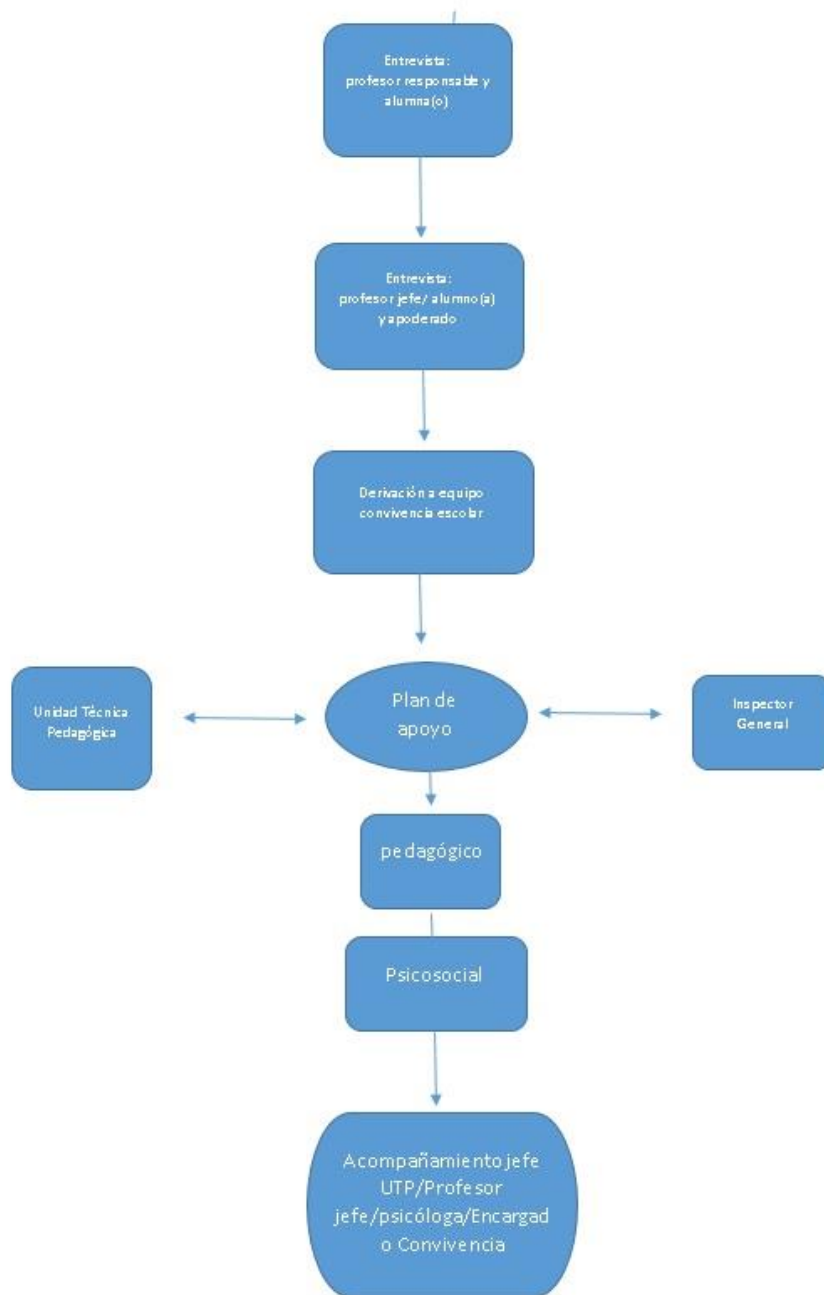 Entrevista:
profesor responsable y
alumna(o)
Entrevista:
profesor jefe/ alumno(a)
y apoderado
Derivación a equipo
convivencia escolar
Unidad Técnica
Pedagógica
Plan de
apoyo
Inspector
General
pedagógico
Psicosocial
Acompañamiento jefe
UTP/Profesor
jefe/psicóloga/Encargad
o Convivencia